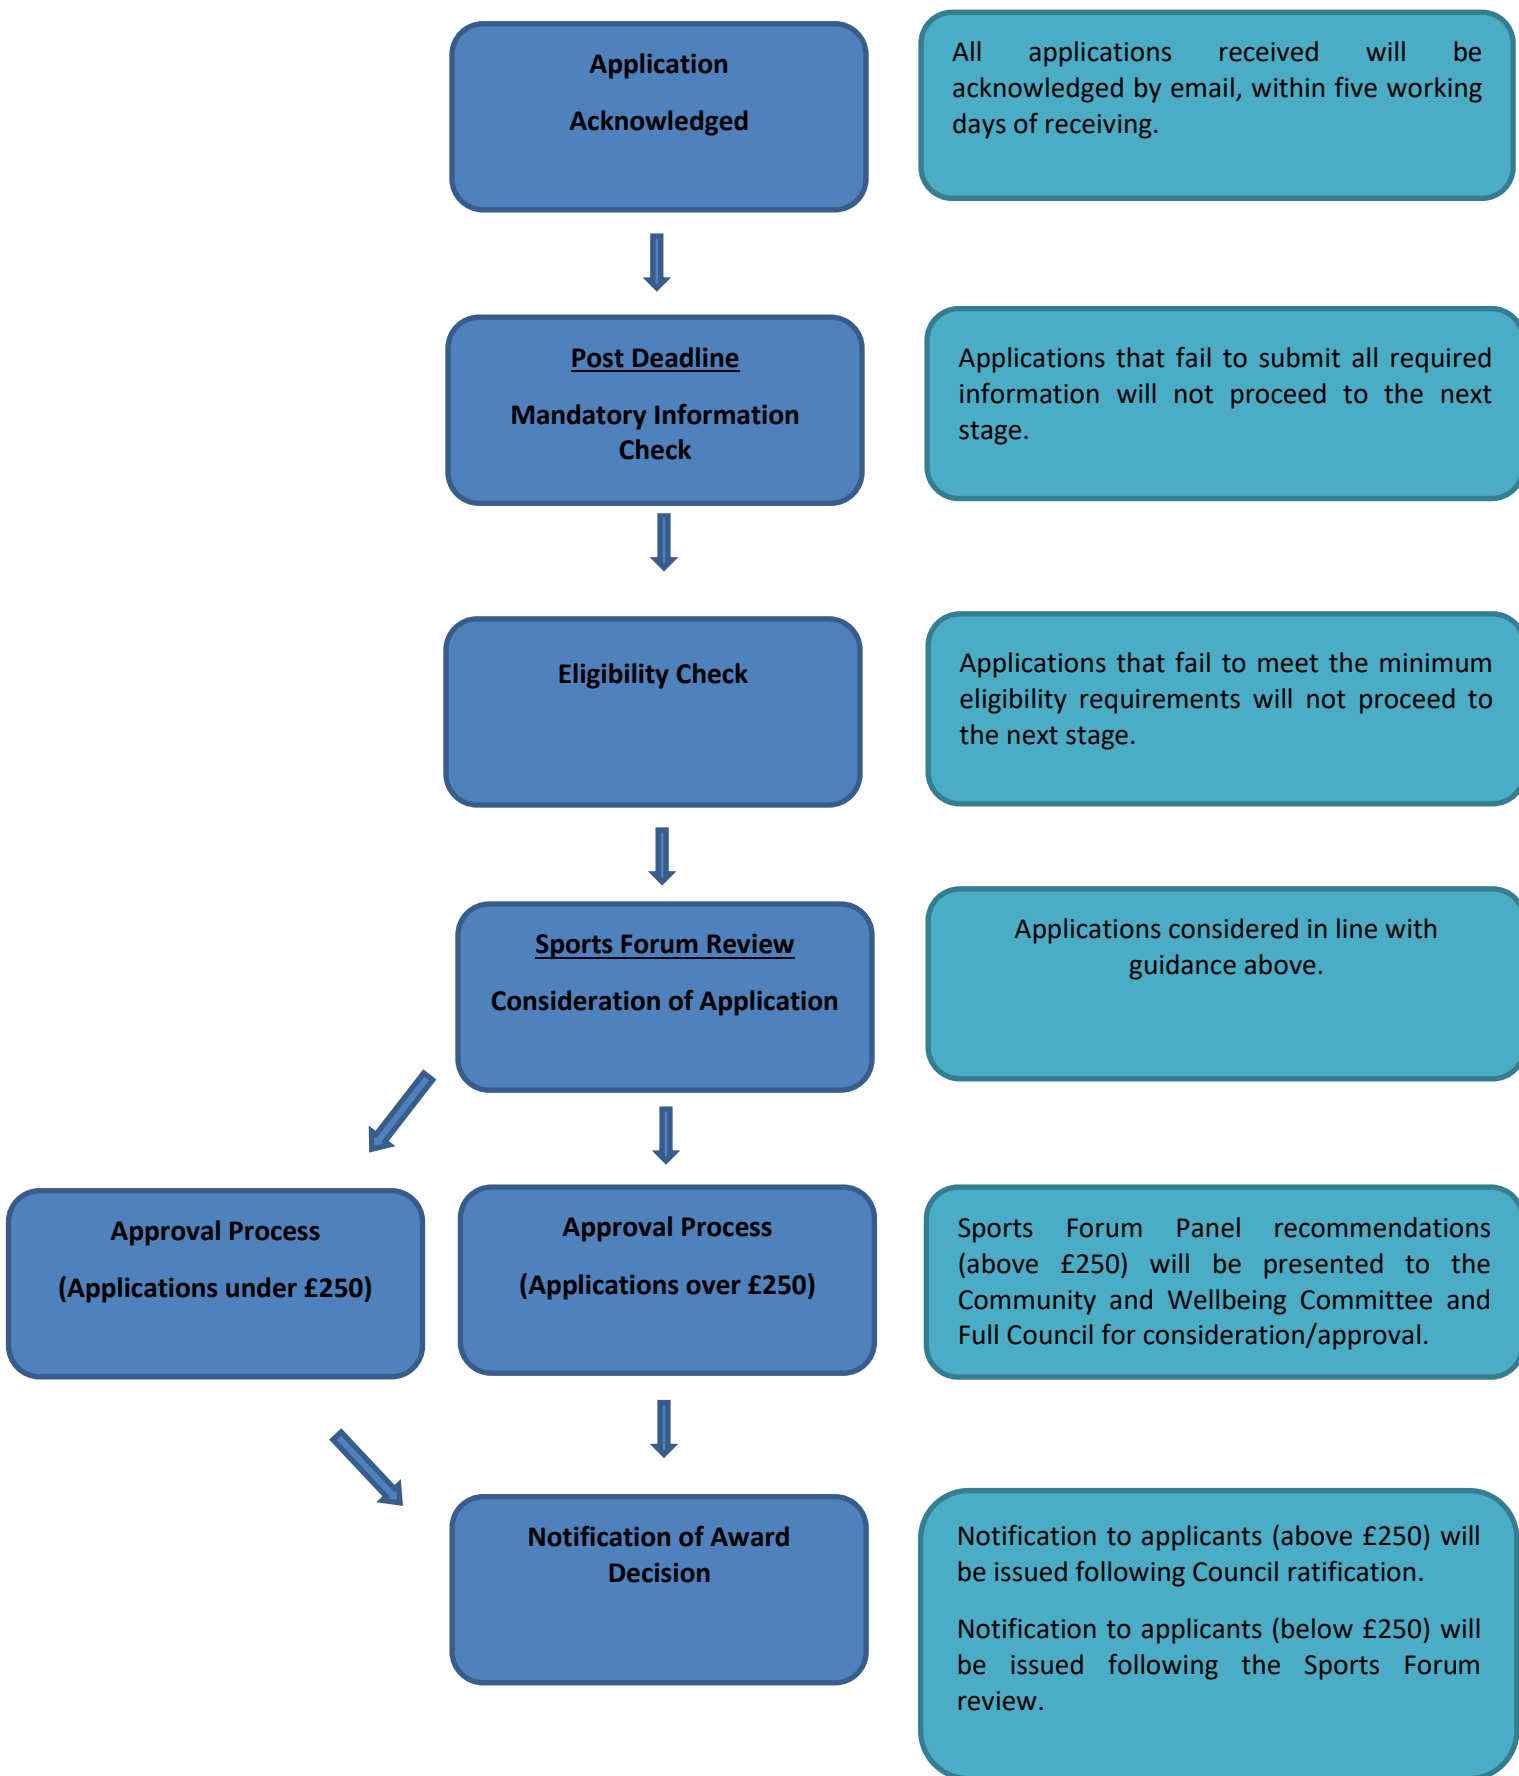 Application
Acknowledged
All applications received will be
acknowledged by email, within five working
days of receiving.
Post Deadline
Mandatory Information
Check
Applications that fail to submit all required
information will not proceed to the next
stage.
Eligibility Check
Applications that fail to meet the minimum
eligibility requirements will not proceed to
the next stage.
Sports Forum Review
Consideration of Application
Applications considered in line with
guidance above.
Approval Process
(Applications under £250)
Approval Process
(Applications over £250)
Sports Forum Panel recommendations
(above £250) will be presented to the
Community and Wellbeing Committee and
Full Council for consideration/approval.
Notification of Award
Decision
Notification to applicants (above £250) will
be issued following Council ratification.
Notification to applicants (below £250) will
be issued following the Sports Forum
review.